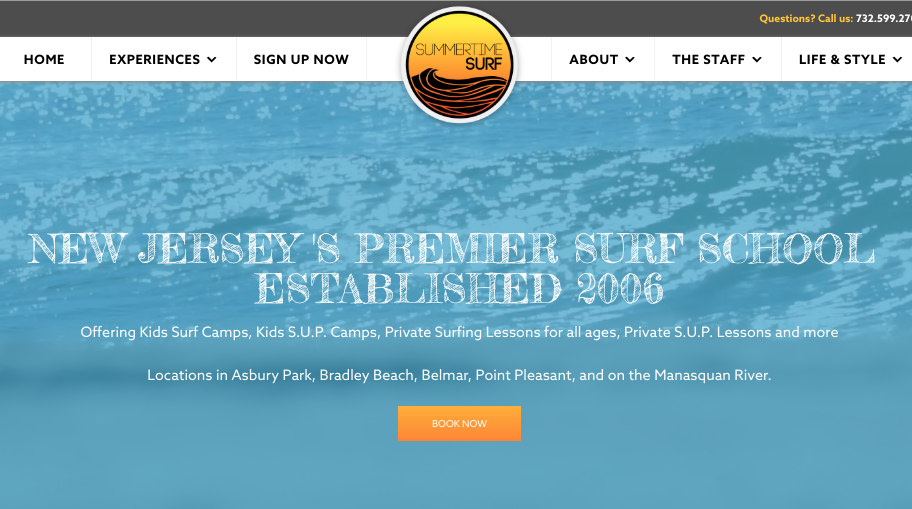 Questions? Call us: 732.599.27
HOME
EXPERIENCES
SIGN UP NOW
SUMMERTIME
SURF
ABOUT
THE STAFF
LIFE & STYLE
NEW JERSEY 'S PREMIER SURF SCHOOL
ESTABLISHED 2006
Offering Kids Surf Camps, Kids S.U.P. Camps, Private Surfing Lessons for all ages, Private S.U.P. Lessons and more
Locations in Asbury Park, Bradley Beach, Belmar, Point Pleasant, and on the Manasquan River.
BOOK NOW